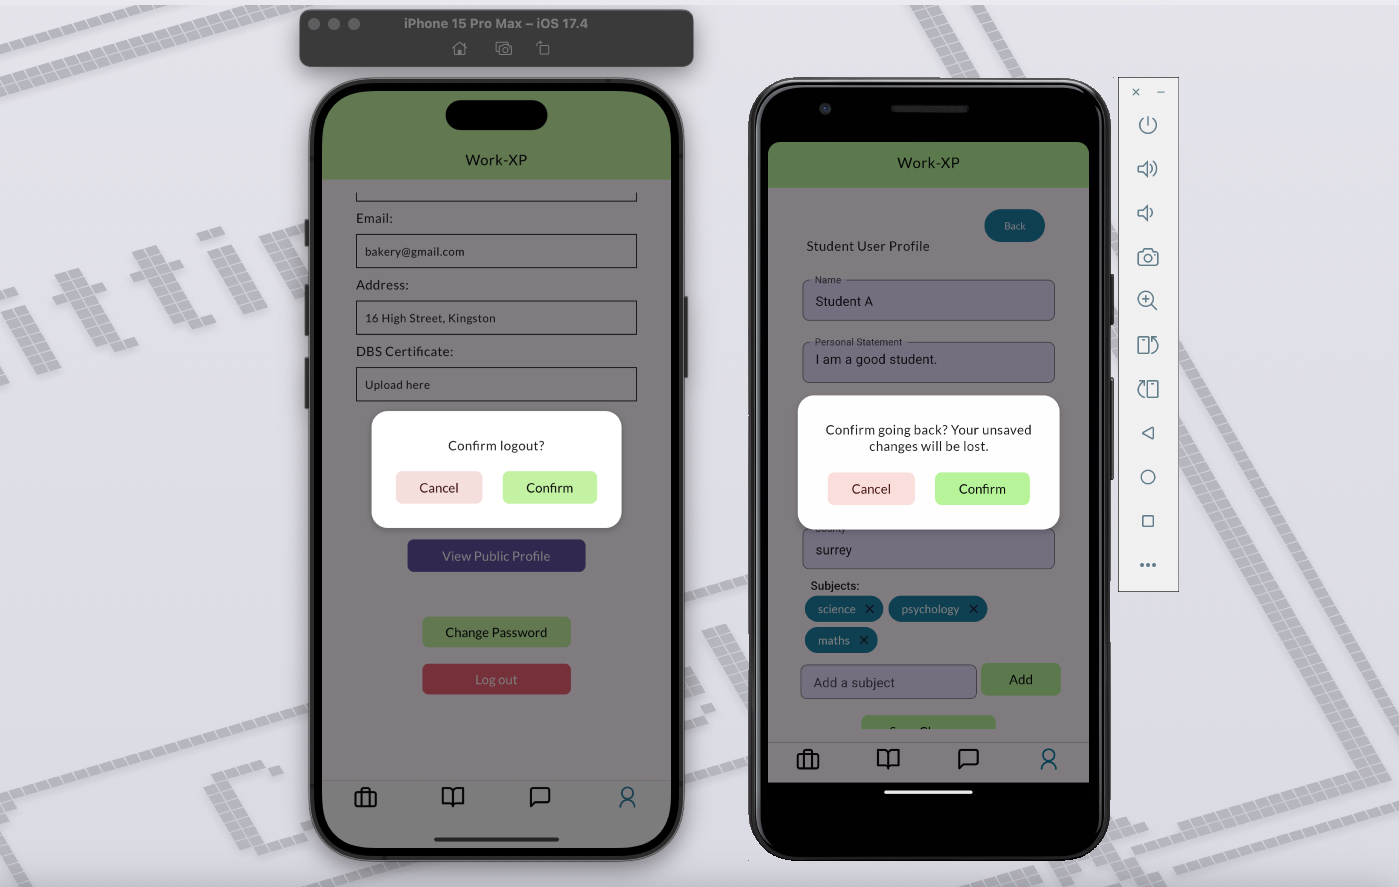 iPhone 15 Pro Max – iOS 17.4
Work-XP
Email:
bakery@gmail.com
Address:
16 High Street, Kingston
DBS Certificate:
Upload here
Confirm logout?
Cancel
Confirm
View Public Profile
Change Password
Log out
Work-XP
Back
Student User Profile
Name
Student A
Personal Statement
I am a good student.
Confirm going back? Your unsaved
changes will be lost.
Cancel
Confirm
surrey
Subjects:
science
psychology
maths
Add a subject
Add